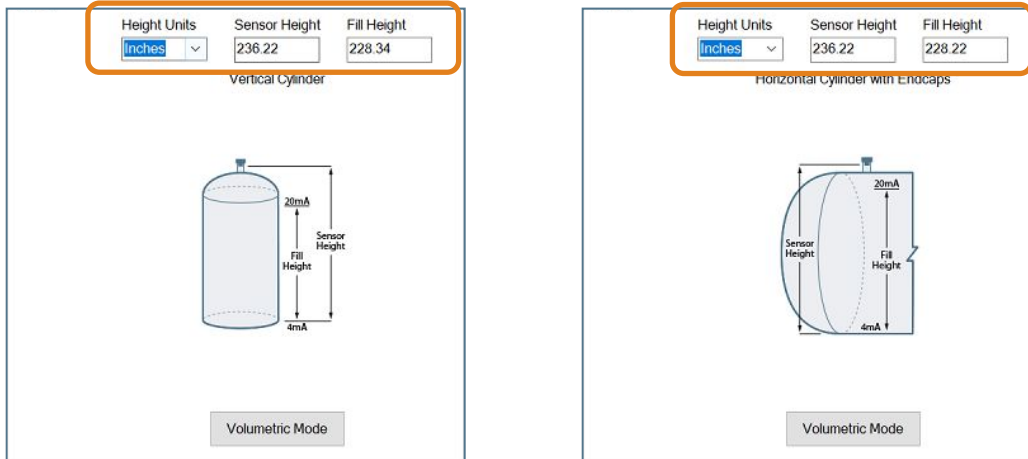 Height Units Sensor Height Fill Height
Inches 236.22 228.34
Vertical Cylinder
20mA
Sensor
Height
Fill
Height
4mA
Volumetric Mode
Height Units Sensor Height Fill Height
Inches 236.22 228.22
Horizontal Cylinder with Endcaps
20mA
Sensor
Height
Fill
Height
4mA
Volumetric Mode